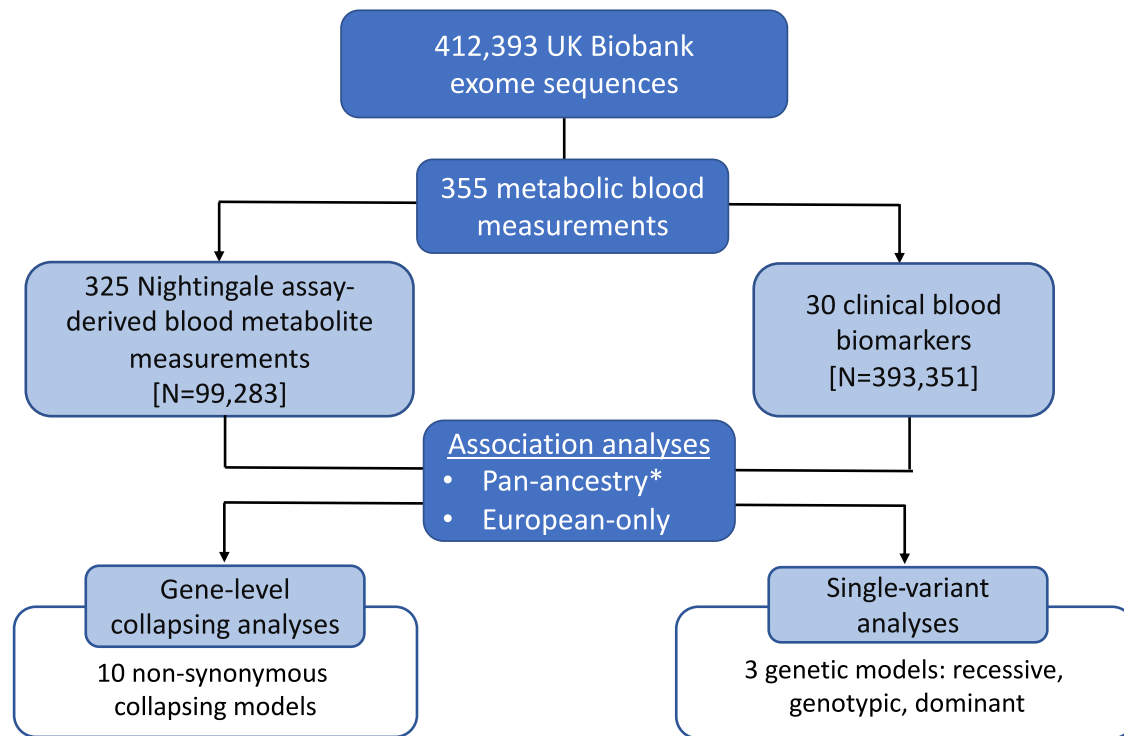 412,393 UK Biobank
exome sequences
355 metabolic blood
measurements
325 Nightingale assay-
derived blood metabolite
measurements
[N=99,283]
30 clinical blood
biomarkers
[N=393,351]
Association analyses
• Pan-ancestry*
• European-only
Gene-level
collapsing analyses
10 non-synonymous
collapsing models
Single-variant
analyses
3 genetic models: recessive,
genotypic, dominant